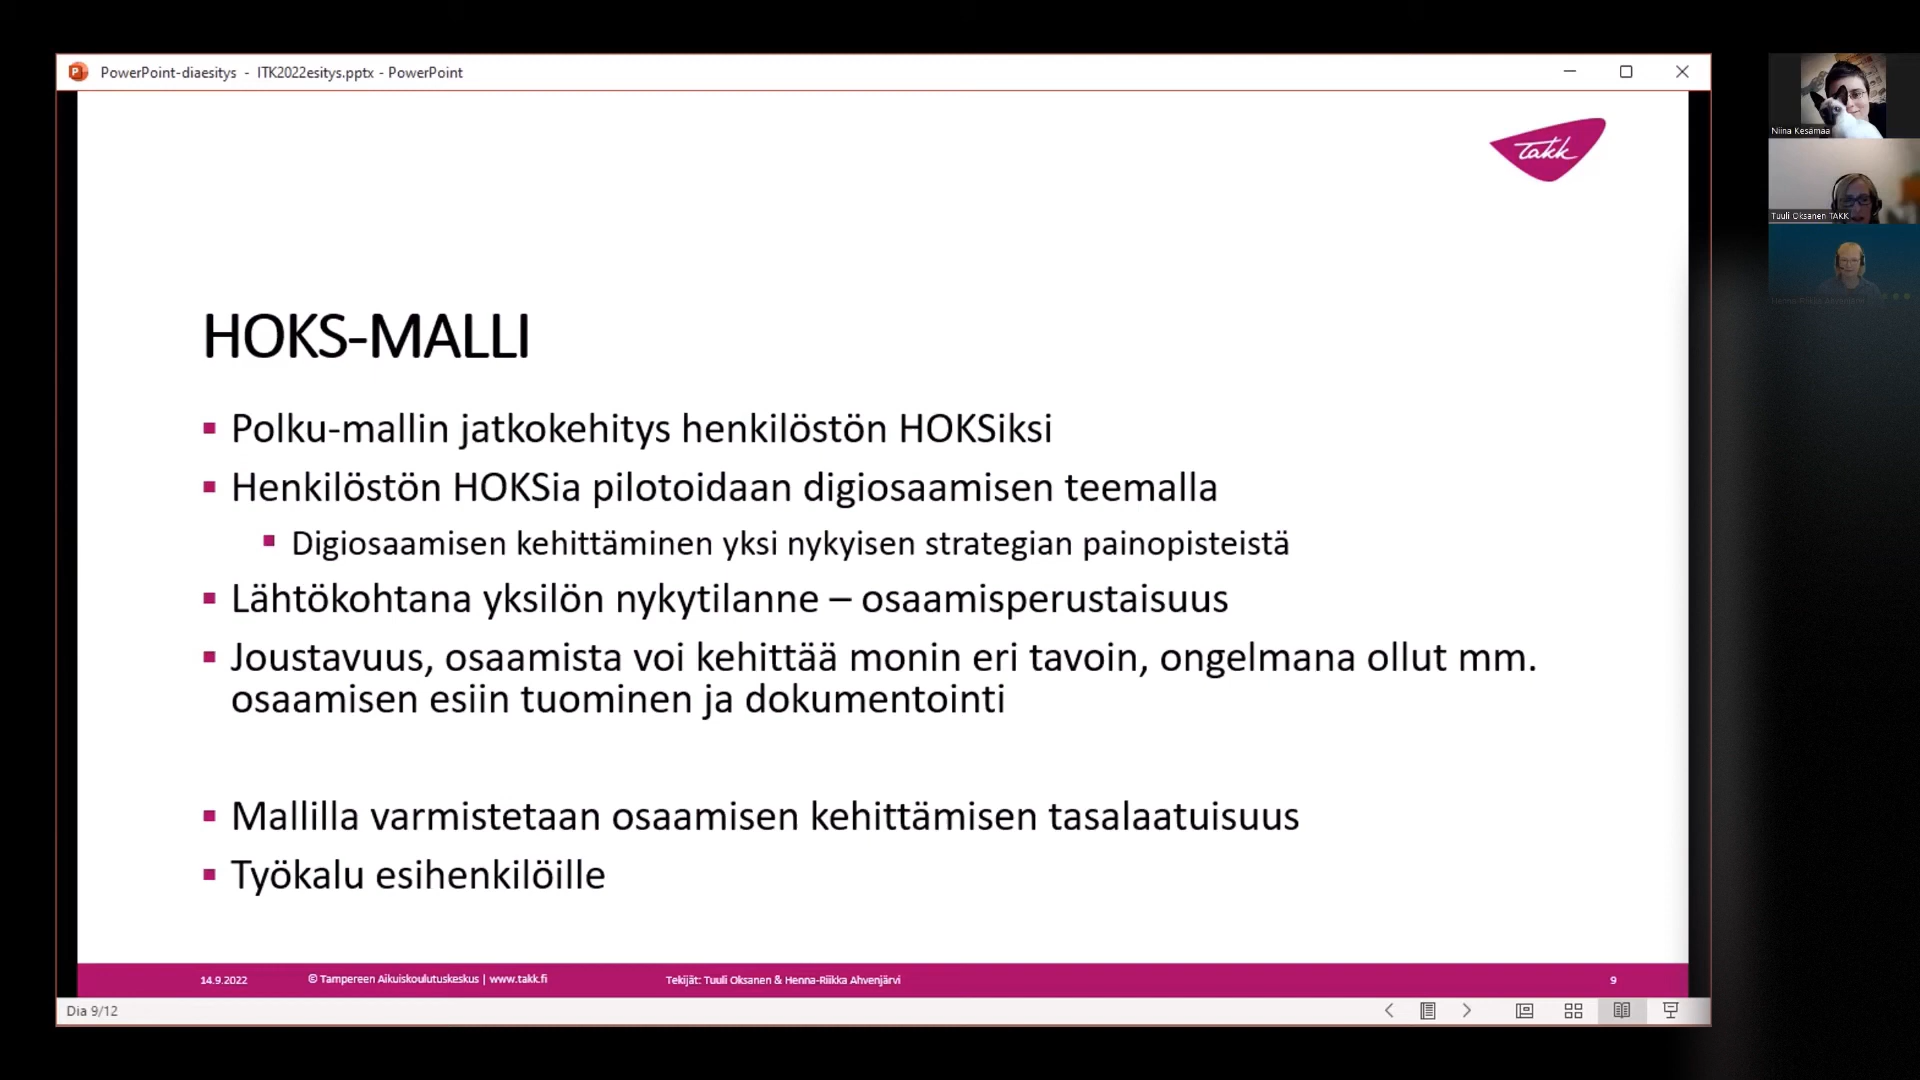 PowerPoint-diaesitys - ITK2022esitys.pptx - PowerPoint
takk
Niina Kesämaa
Tuuli Oksanen TAKK
HOKS-MALLI
Polku-mallin jatkokehitys henkilöstön HOKSiksi
Henkilöstön HOKSia pilotoidaan digiosaamisen teemalla
Digiosaamisen kehittäminen yksi nykyisen strategian painopisteistä
Lähtökohtana yksilön nykytilanne – osaamisperustaisuus
Joustavuus, osaamista voi kehittää monin eri tavoin, ongelmana ollut mm.
osaamisen esiin tuominen ja dokumentointi
Mallilla varmistetaan osaamisen kehittämisen tasalaatuisuus
Työkalu esihenkilöille
14.9.2022 © Tampereen Aikuiskoulutuskeskus | www.takk.fi Tekijät: Tuuli Oksanen & Henna-Riikka Ahvenjärvi 9
Dia 9/12